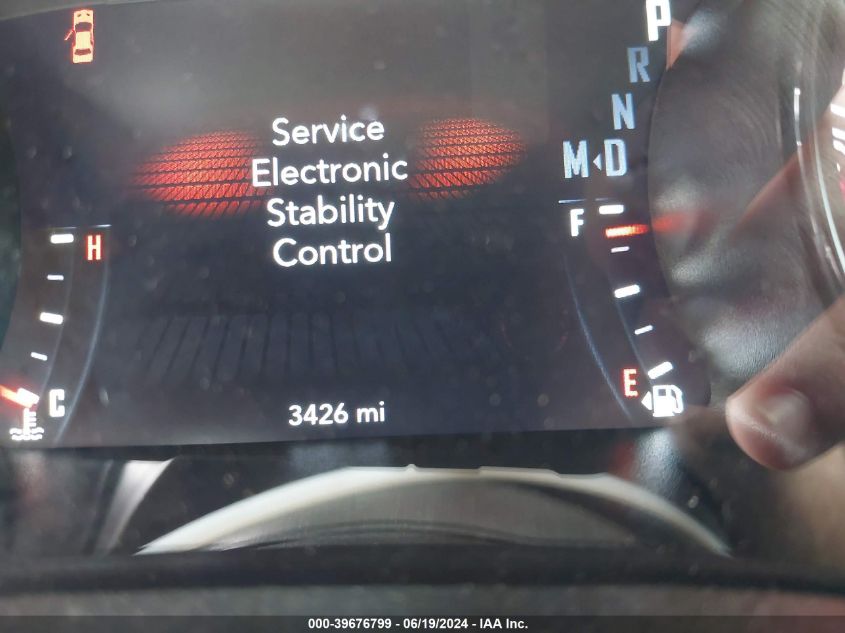 P
R
N
M D
Service
Electronic
Stability
Control
F
H
E
C
3426 mi
000-39676799 - 06/19/2024 - IAA Inc.